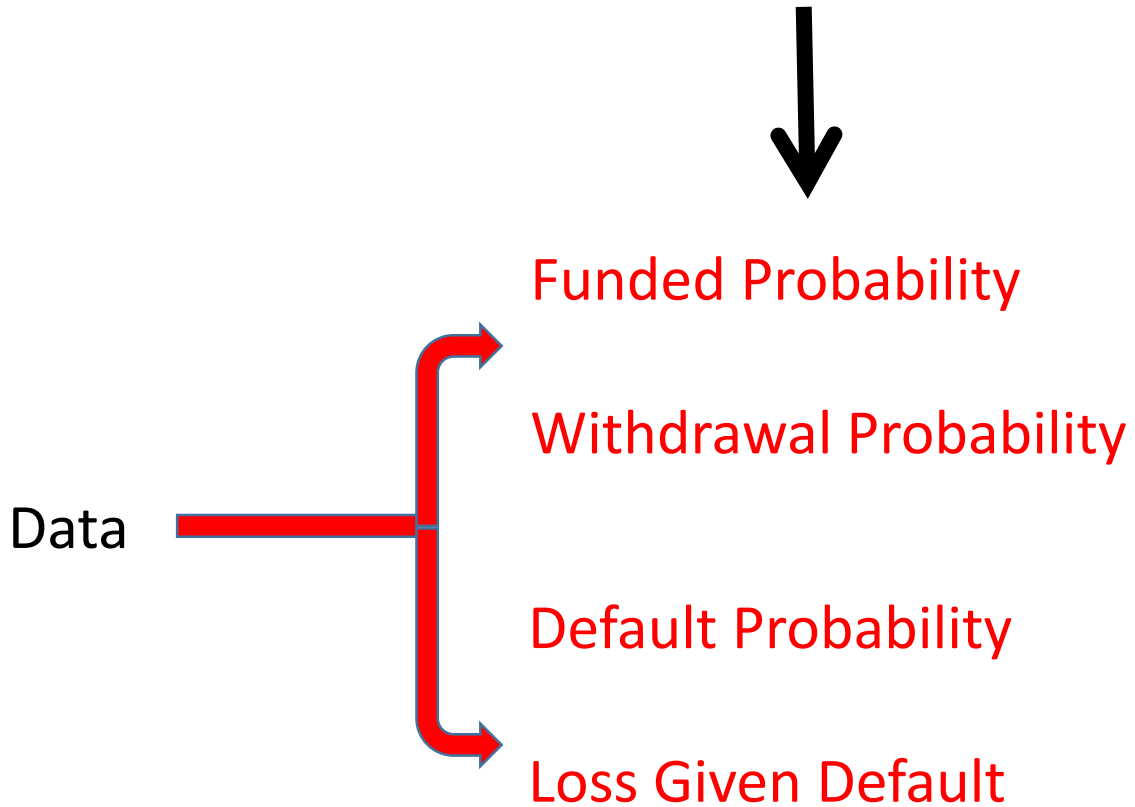 Funded Probability
Withdrawal Probability
Data
Default Probability
Loss Given Default